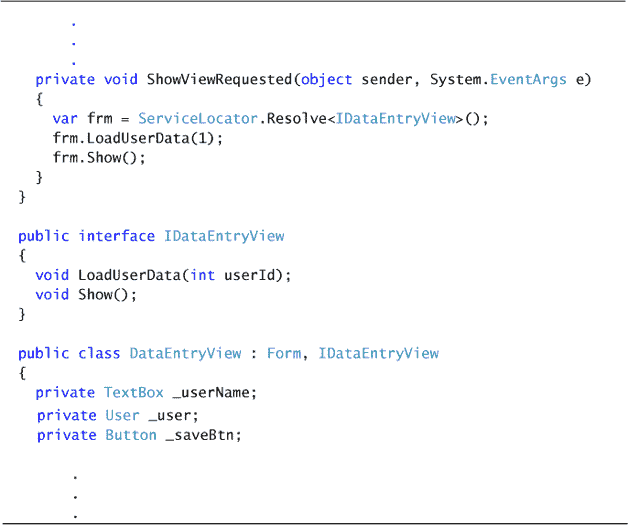 .
.
.
private void ShowViewRequested(object sender, System.EventArgs e)
{
var frm = ServiceLocator.Resolve<IDataEntryView>();
frm.LoadUserData(1);
frm.Show();
}
}
public interface IDataEntryView
{
void LoadUserData(int userId);
void Show();
}
public class DataEntryView : Form, IDataEntryView
{
private TextBox _userName;
private User _user;
private Button _saveBtn;
.
.
.